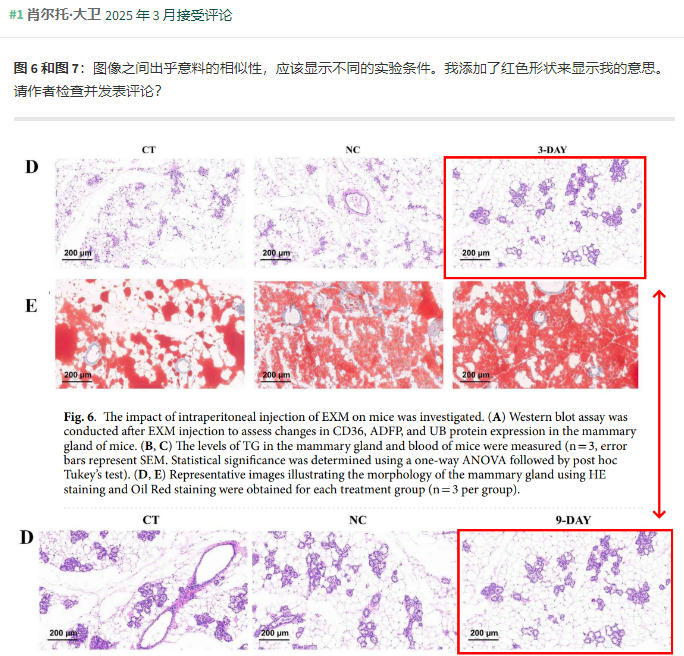 #1 肖尔托·大卫 2025 年 3 月接受评论
图 6 和图 7：图像之间出乎意料的相似性，应该显示不同的实验条件。我添加了红色形状来显示我的意思。
请作者检查并发表评论？
CT NC 3-DAY
D
200 μm 200 μm 200 μm
E
200 μm 200 μm 200 μm
Fig. 6. The impact of intraperitoneal injection of EXM on mice was investigated. (A) Western blot assay was
conducted after EXM injection to assess changes in CD36, ADFP, and UB protein expression in the mammary
gland of mice. (B, C) The levels of TG in the mammary gland and blood of mice were measured (n=3, error
bars represent SEM. Statistical significance was determined using a one-way ANOVA followed by post hoc
Tukey's test). (D, E) Representative images illustrating the morphology of the mammary gland using HE
staining and Oil Red staining were obtained for each treatment group (n=3 per group).
CT NC 9-DAY
D
200 μm 200 μm 200 μm